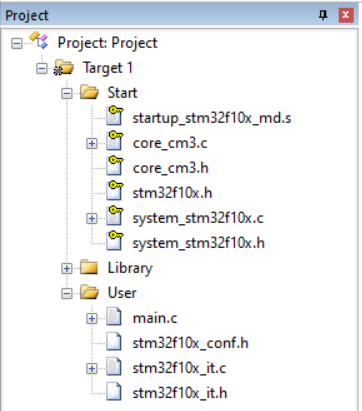 Project
Project: Project
Target 1
Start
startup_stm32f10x_md.s
core_cm3.c
core_cm3.h
stm32f10x.h
system_stm32f10x.c
system_stm32f10x.h
Library
User
main.c
stm32f10x_conf.h
stm32f10x_it.c
stm32f10x_it.h